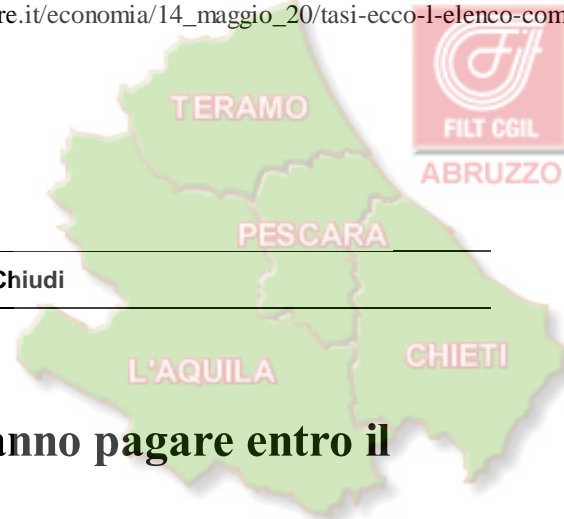 re.it/economia/14_maggio_20/tasi-ecco-l-elenco-com
TERAMO
FILT CGIL
ABRUZZO
PESCARA
Chiudi
L'AQUILA
CHIETI
anno pagare entro il